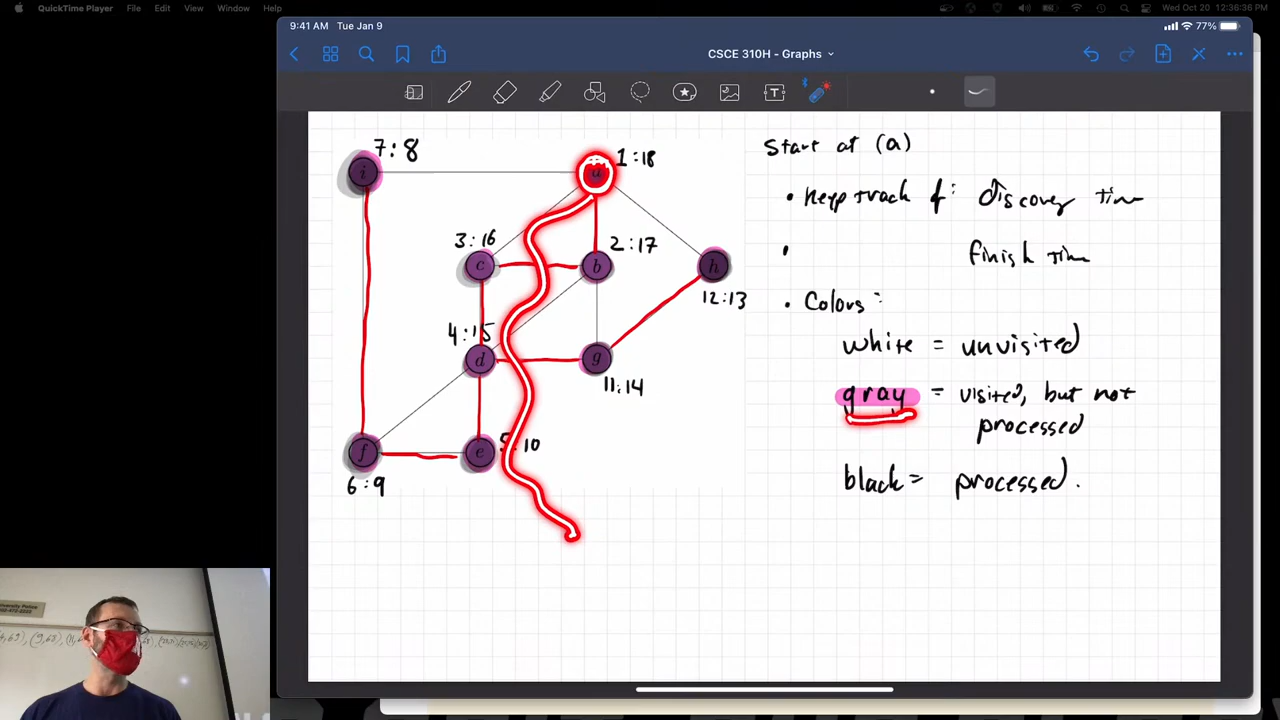 QuickTime Player File Edit View Window Help
Wed Oct 20 12:36:36 PM
9:41 AM Tue Jan 9
77%
CSCE 310H - Graphs
7:8
i
1:18
a
3:16
c
2:17
b
h
12:13
4:15
d
g
11:14
f
6:9
e
5:10
Start at (a)
• Keep track of: discovery time
• finish time
• Colors:
white = unvisited
gray = visited, but not
processed
black = processed.